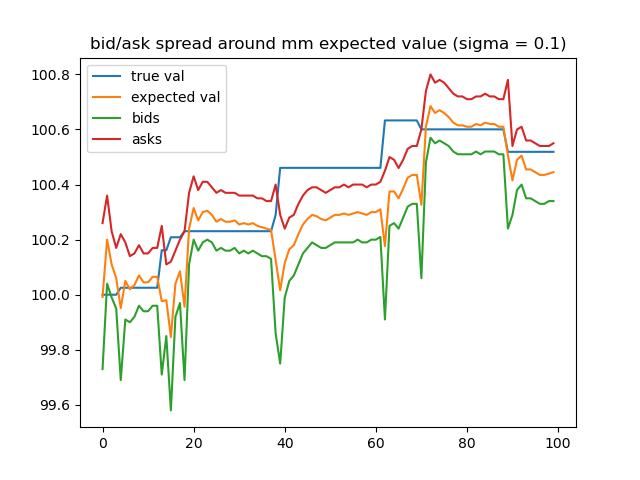 bid/ask spread around mm expected value (sigma = 0.1)
true val
expected val
bids
asks
100.8
100.6
100.4
100.2
100.0
99.8
99.6
0 20 40 60 80 100